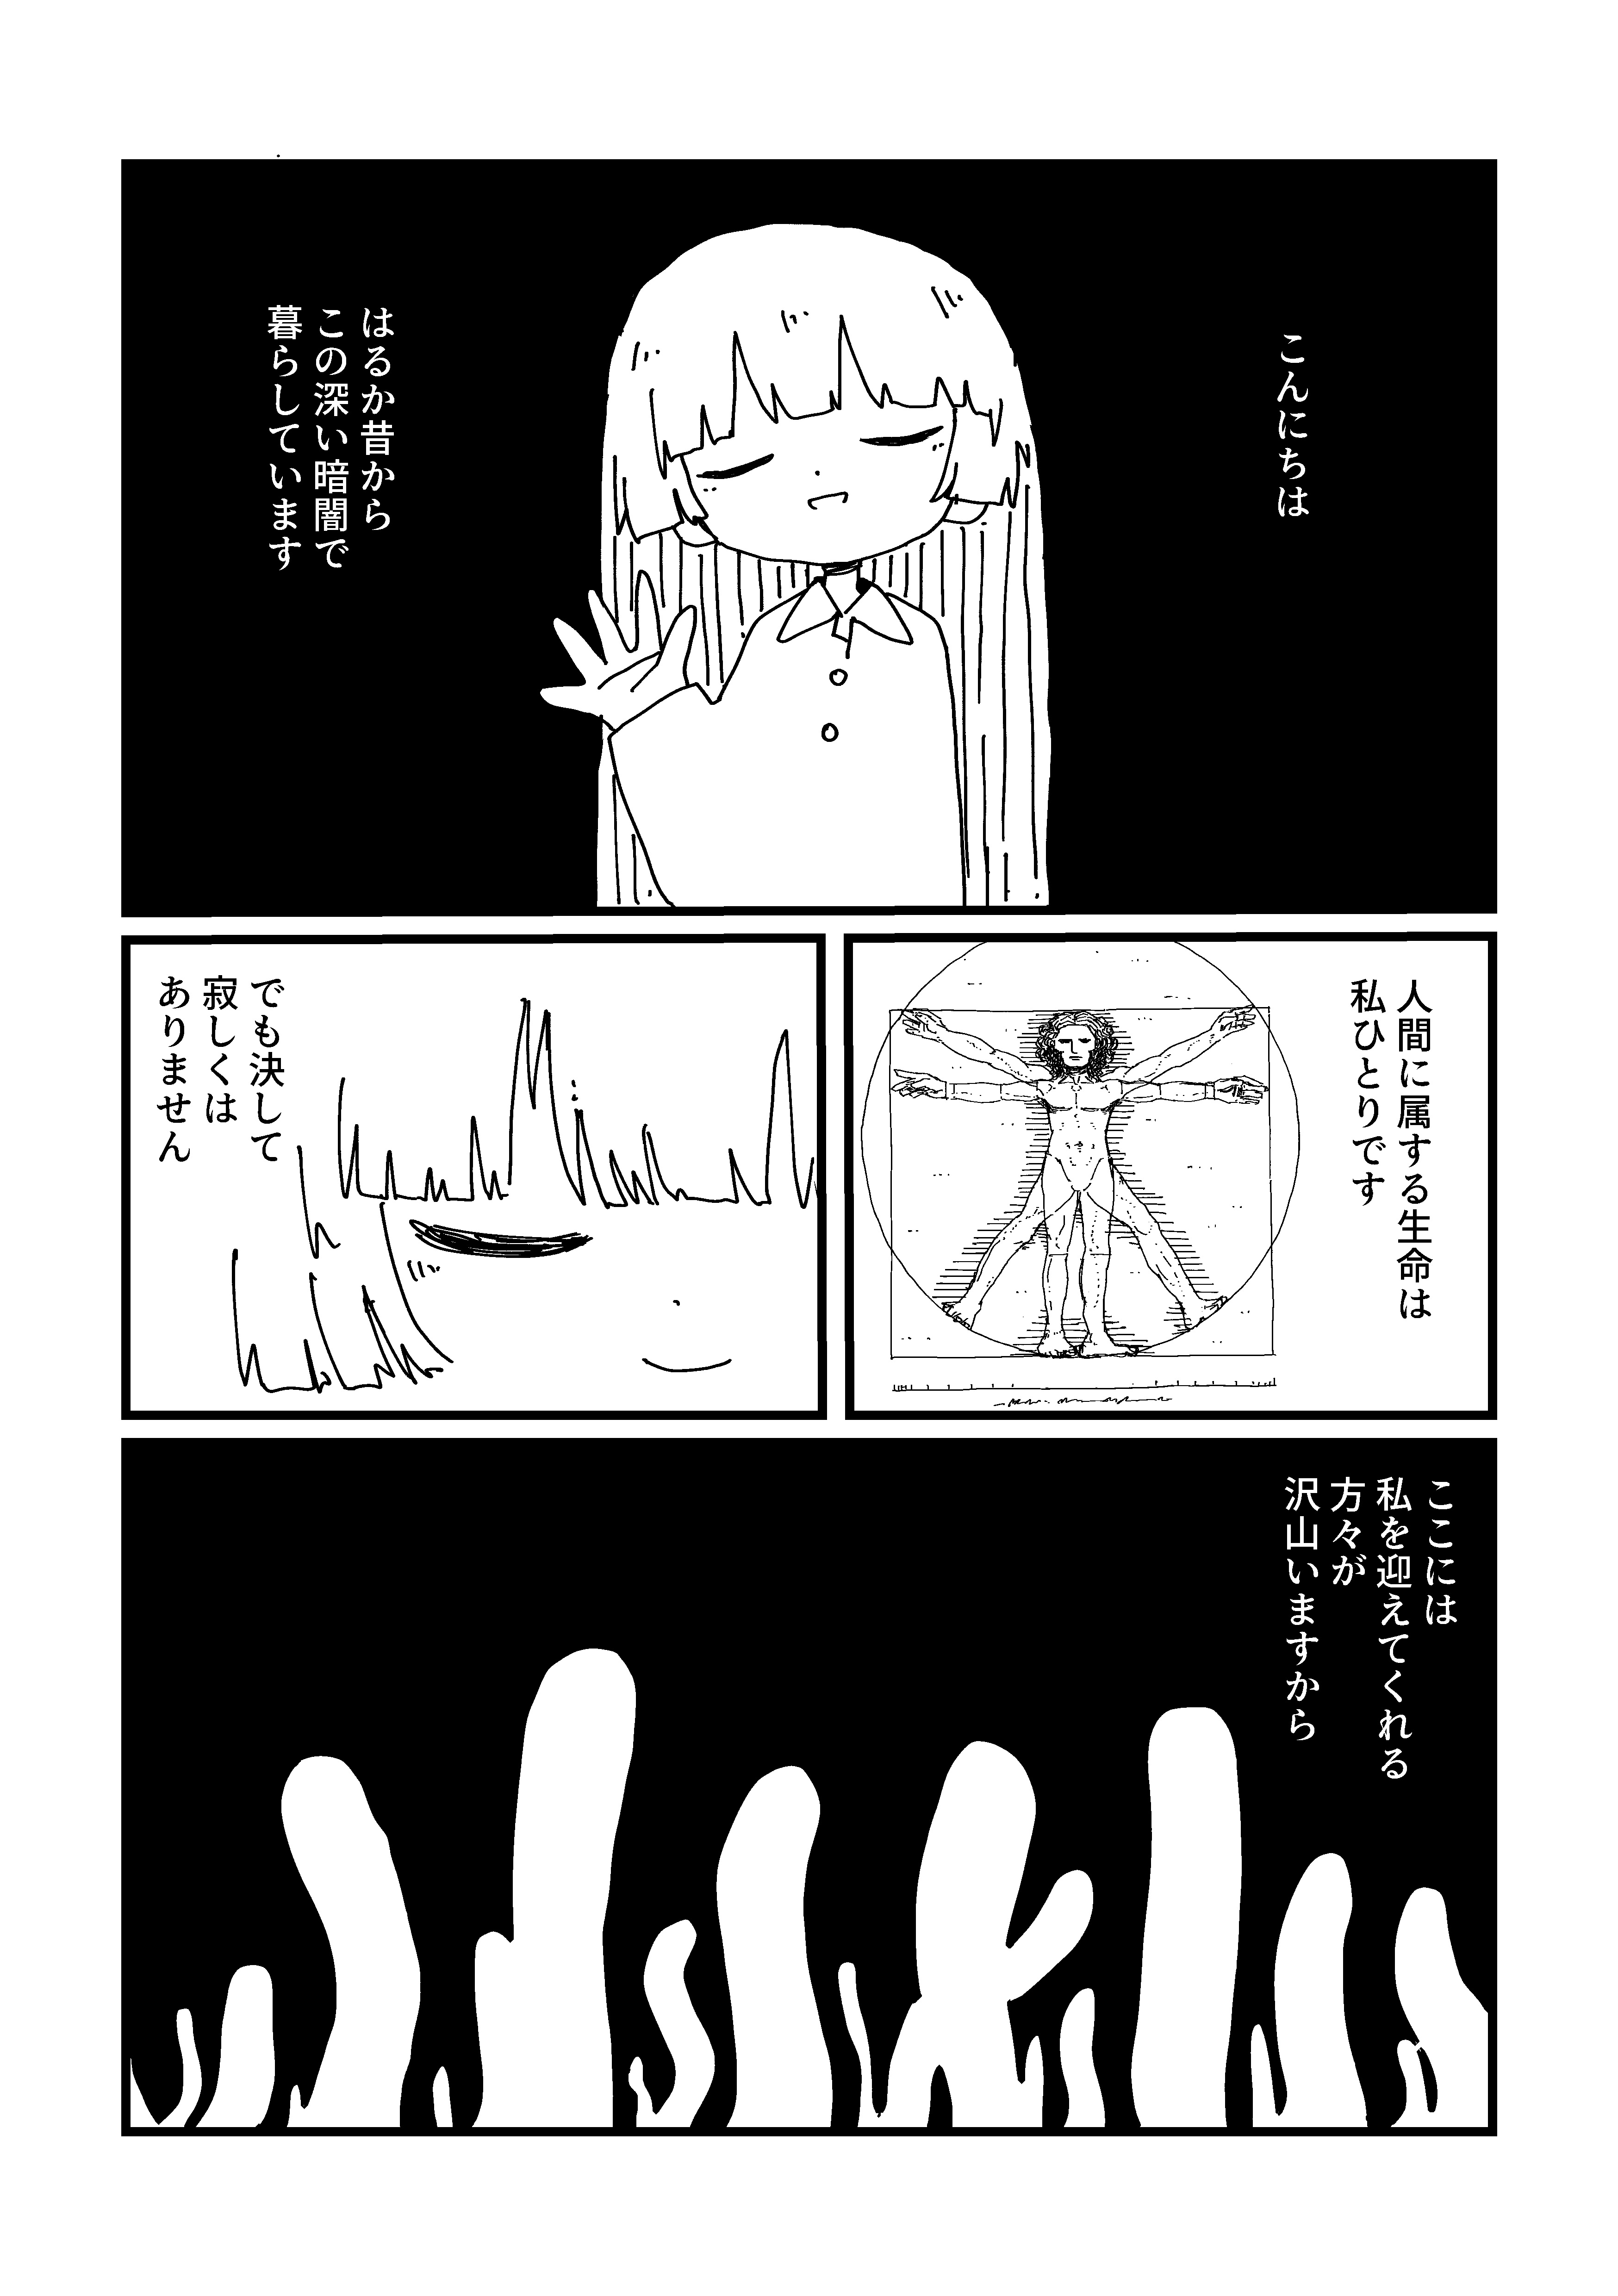 こんにちは
はるか昔から
この深い暗闇で
暮らしています
人間に属する生命は
私ひとりです
でも決して
寂しくは
ありません
ここには
私を迎えてくれる
方々が
沢山いますから